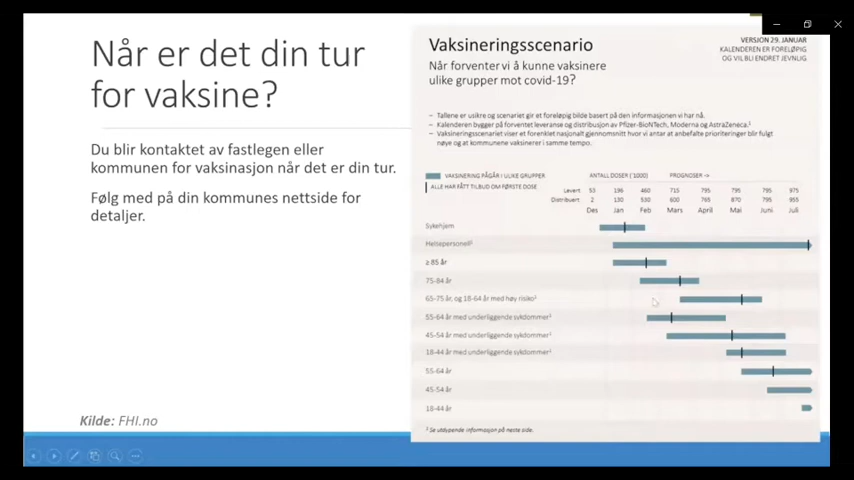 Når er det din tur
for vaksine?
Du blir kontaktet av fastlegen eller
kommunen for vaksinasjon når det er din tur.
Følg med på din kommunes nettside for
detaljer.
Kilde: FHI.no
Vaksineringsscenario
Når forventer vi å kunne vaksinere
ulike grupper mot covid-19?
VERSJON 29. JANUAR
KALENDEREN ER FORELØPIG
OG VIL BLI ENDRET JEVNLIG
– Tallene er usikre og scenariet gir et foreløpig bilde basert på den informasjonen vi har nå.
– Kalenderen bygger på forventet leveranse og distribusjon av Pfizer-BioNTech, Moderna og AstraZeneca.¹
– Vaksineringsscenariet viser et forenklet nasjonalt gjennomsnitt hvor vi antar at anbefalte prioriteringer blir fulgt
nøye og at kommunene vaksinerer i samme tempo.
VAKSINERING PÅGÅR I ULIKE GRUPPER
ALLE HAR FÅTT TILBUD OM FØRSTE DOSE
ANTALL DOSER ('1000) PROGNOSER ->
Levert 53 196 460 715 795 795 795 975
Distribuert 2 130 530 600 765 870 795 955
Des Jan Feb Mars April Mai Juni Juli
Sykehjem
Helsepersonell²
≥ 85 år
75-84 år
65-75 år, og 18-64 år med høy risiko³
55-64 år med underliggende sykdommer³
45-54 år med underliggende sykdommer³
18-44 år med underliggende sykdommer³
55-64 år
45-54 år
18-44 år
Se utdypende informasjon på neste side.